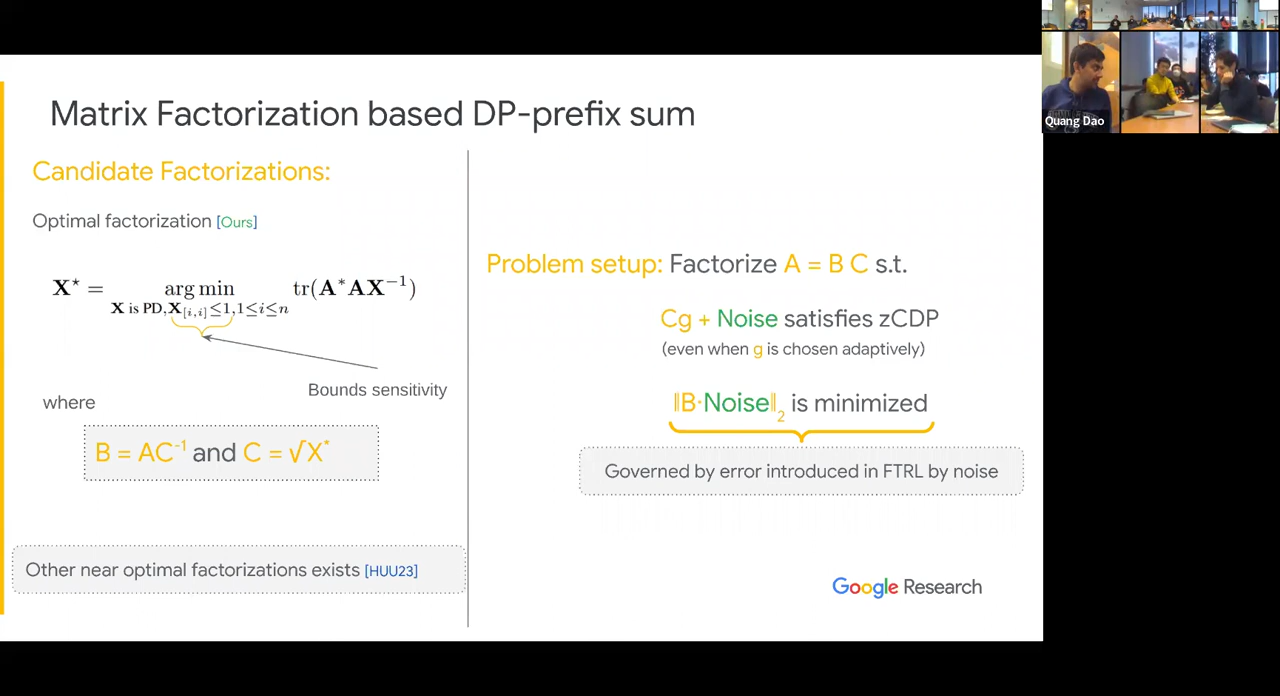 Matrix Factorization based DP-prefix sum
Candidate Factorizations:
Optimal factorization [Ours]
X⋆ = arg min tr(A*AX⁻¹)
X is PD,X[i,i]≤1,1≤i≤n
Bounds sensitivity
where
B = AC⁻¹ and C = √X*
Other near optimal factorizations exists [HUU23]
Problem setup: Factorize A = B C s.t.
Cg + Noise satisfies zCDP
(even when g is chosen adaptively)
‖B·Noise‖₂ is minimized
Governed by error introduced in FTRL by noise
Google Research
Quang Dao